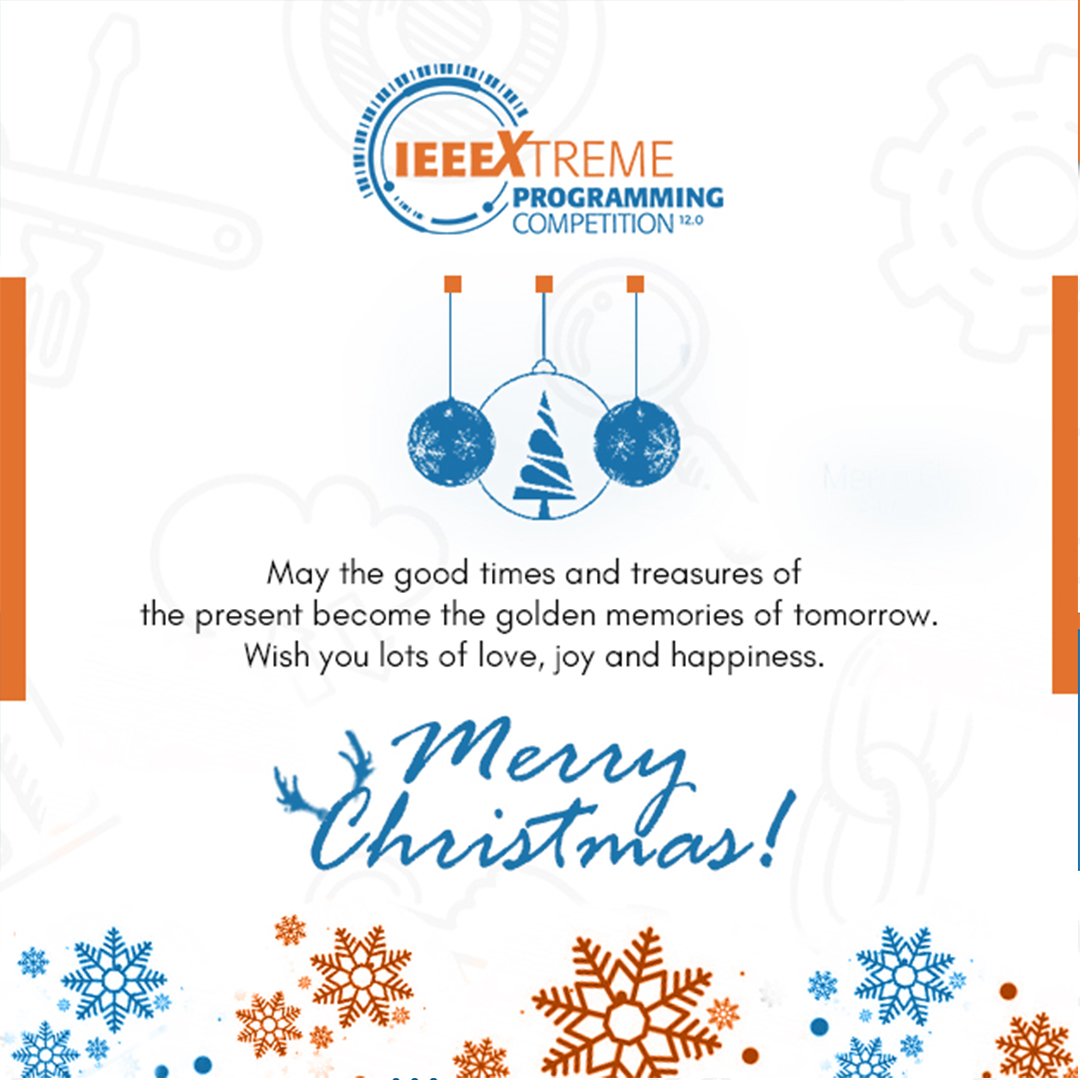 IEEEXTREME
PROGRAMMING
COMPETITION 12.0
May the good times and treasures of
the present become the golden memories of tomorrow.
Wish you lots of love, joy and happiness.
Merry
Christmas!